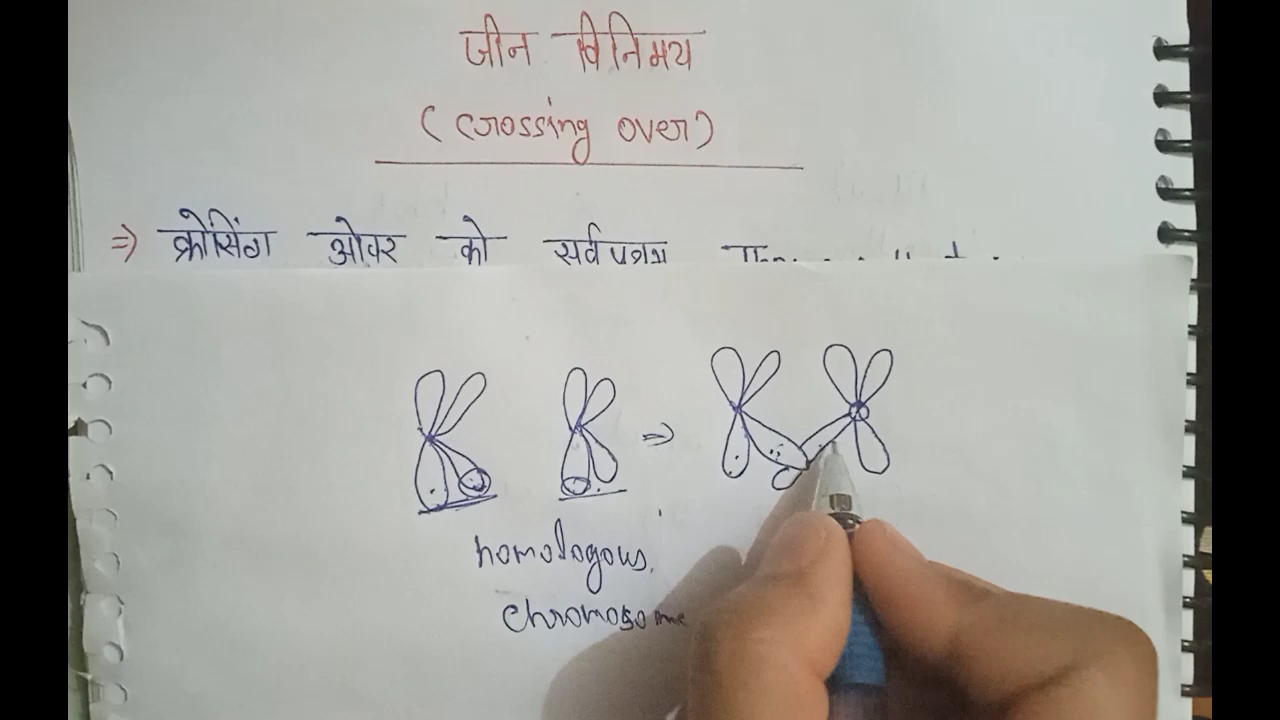 जीन विनिमय
(crossing over)
⇒ क्रोसिंग ओवर को सर्वप्रथम
⇒
homologous
chromosome